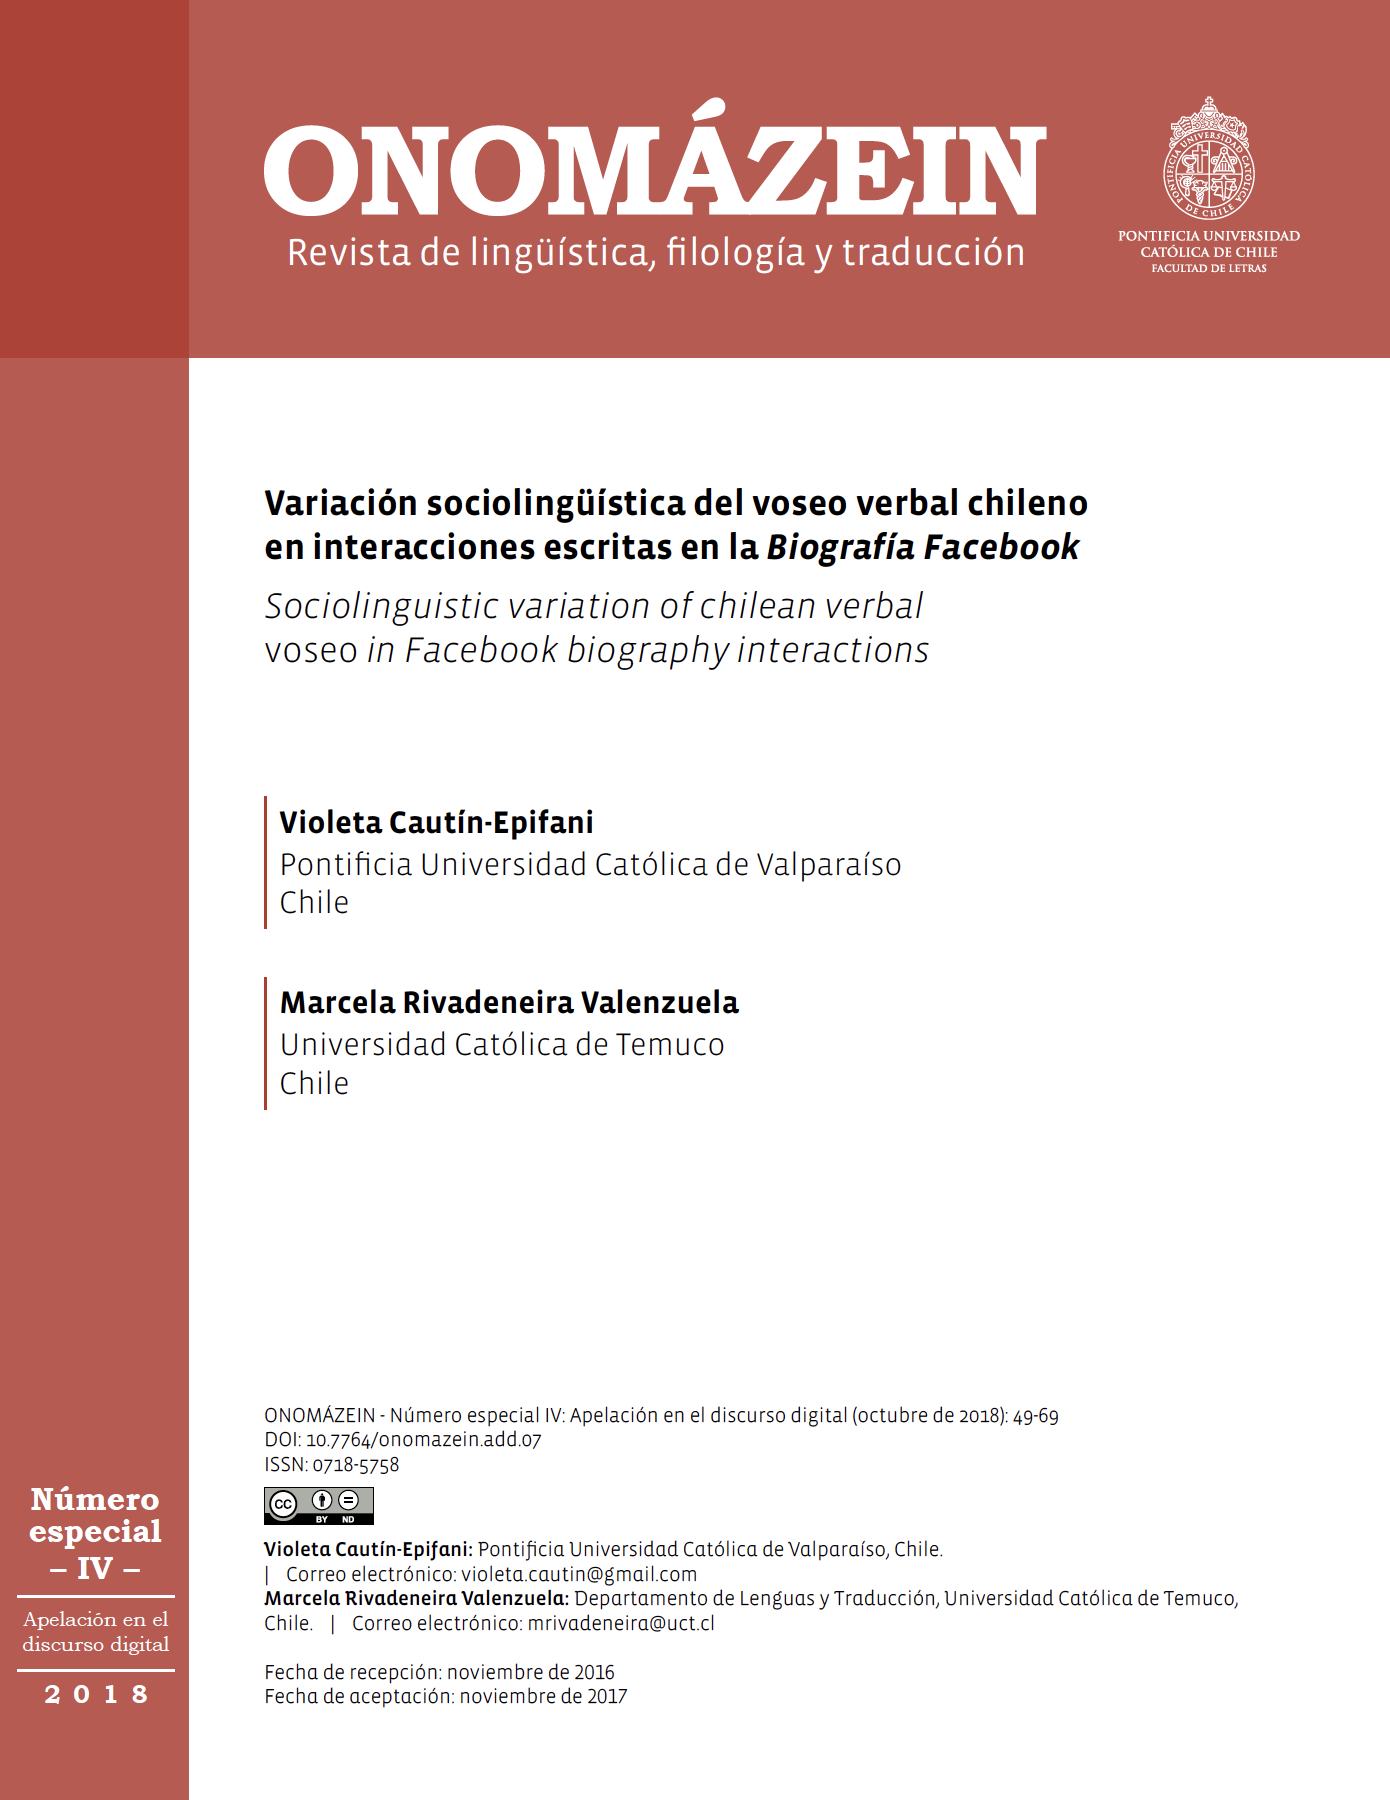 ONOMÁZEIN
Revista de lingüística, filología y traducción
PONTIFICIA UNIVERSIDAD CATÓLICA DE CHILE
PONTIFICIA UNIVERSIDAD
CATÓLICA DE CHILE
FACULTAD DE LETRAS
Variación sociolingüística del voseo verbal chileno
en interacciones escritas en la Biografía Facebook
Sociolinguistic variation of chilean verbal
voseo in Facebook biography interactions
Violeta Cautín-Epifani
Pontificia Universidad Católica de Valparaíso
Chile
Marcela Rivadeneira Valenzuela
Universidad Católica de Temuco
Chile
ONOMÁZEIN - Número especial IV: Apelación en el discurso digital (octubre de 2018): 49-69
DOI: 10.7764/onomazein.add.07
ISSN: 0718-5758
cc
BY ND
Violeta Cautín-Epifani: Pontificia Universidad Católica de Valparaíso, Chile.
| Correo electrónico: violeta.cautin@gmail.com
Marcela Rivadeneira Valenzuela: Departamento de Lenguas y Traducción, Universidad Católica de Temuco,
Chile. | Correo electrónico: mrivadeneira@uct.cl
Fecha de recepción: noviembre de 2016
Fecha de aceptación: noviembre de 2017
Número
especial
– IV –
Apelación en el
discurso digital
2 0 1 8